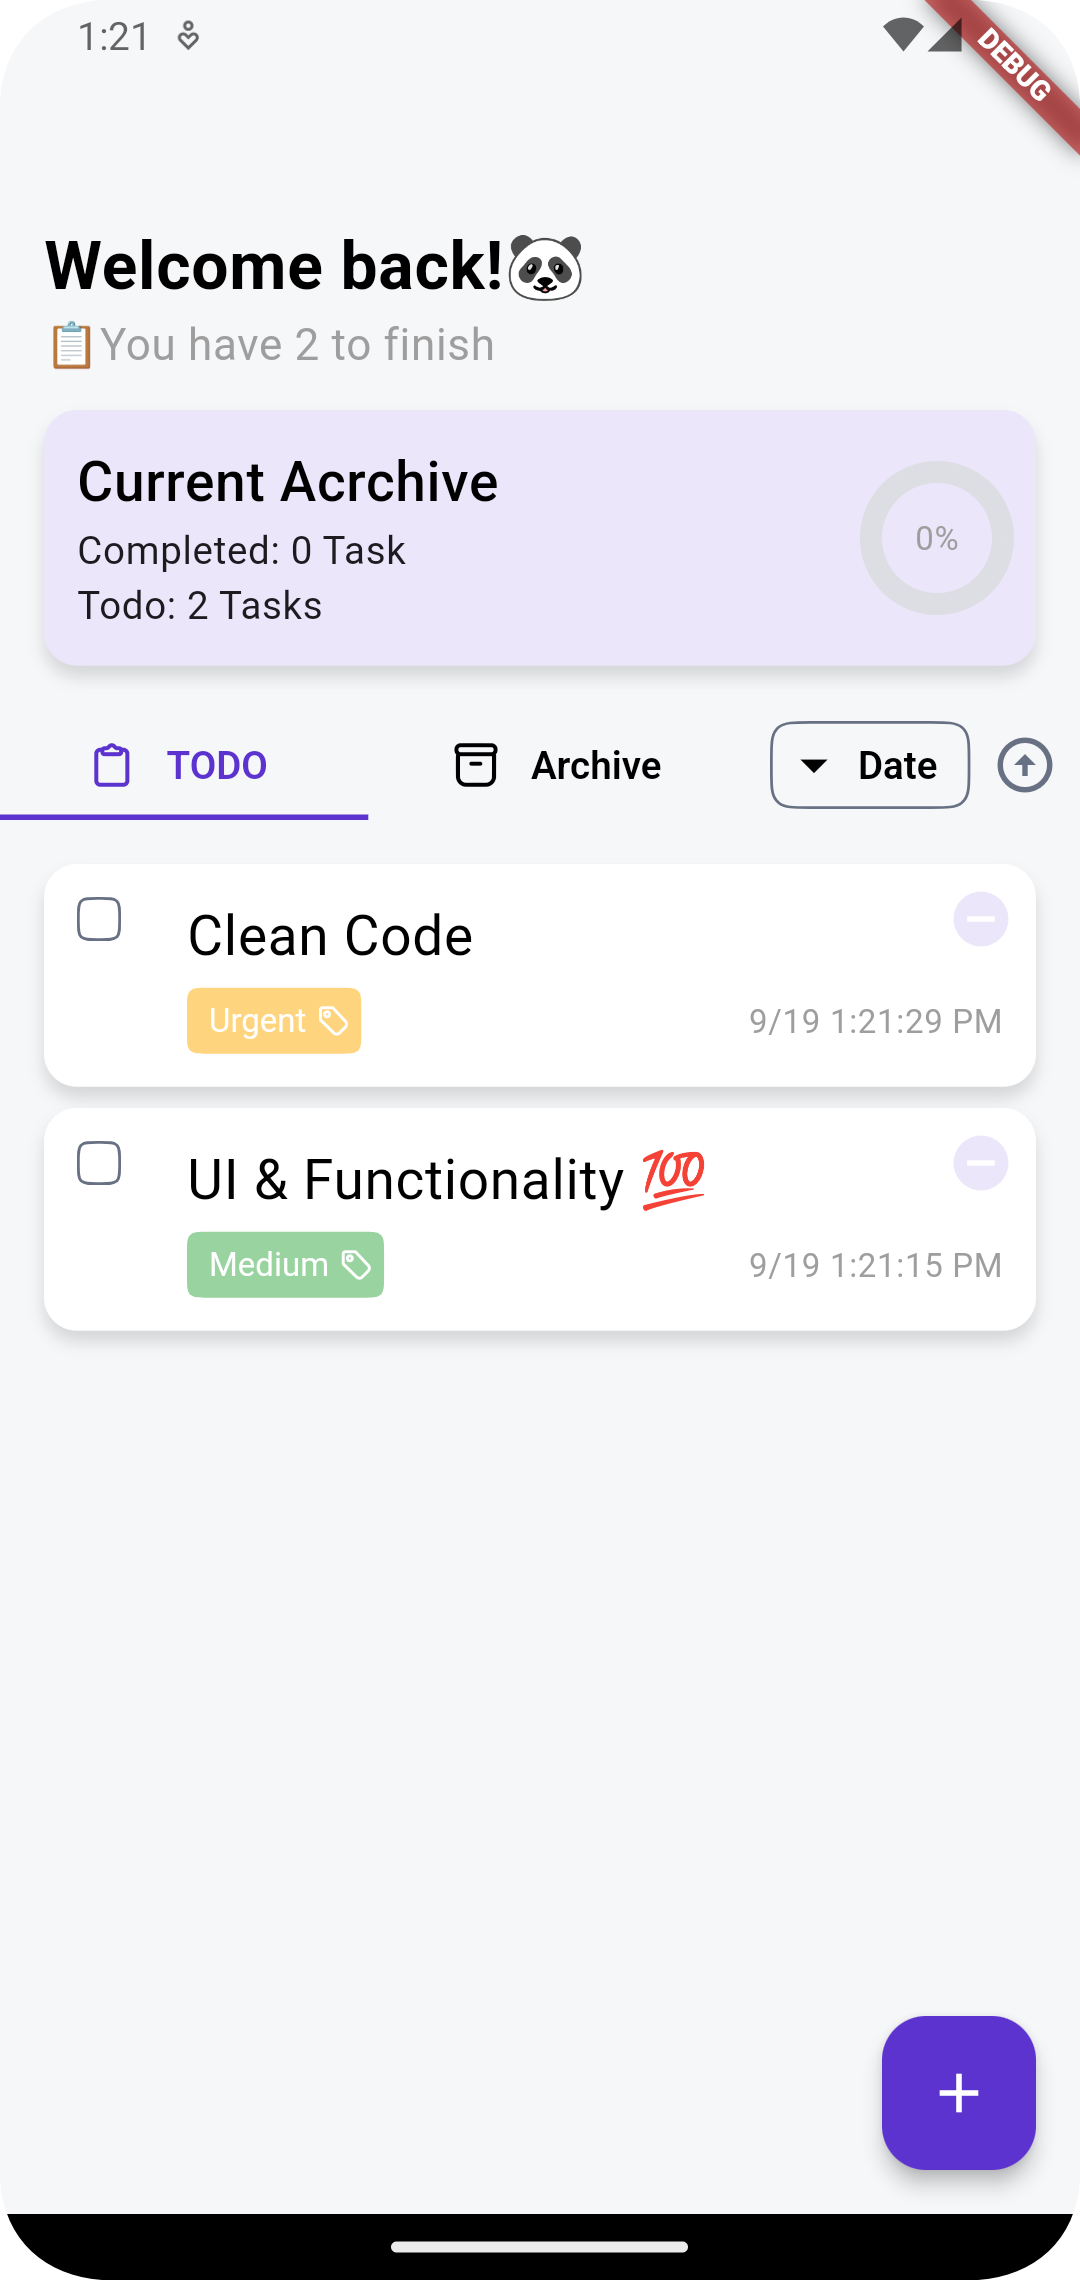 1:21
DEBUG
Welcome back!🐼
📋You have 2 to finish
Current Acrchive
Completed: 0 Task
Todo: 2 Tasks
0%
TODO
Archive
Date
Clean Code
Urgent
9/19 1:21:29 PM
UI & Functionality 💯
Medium
9/19 1:21:15 PM